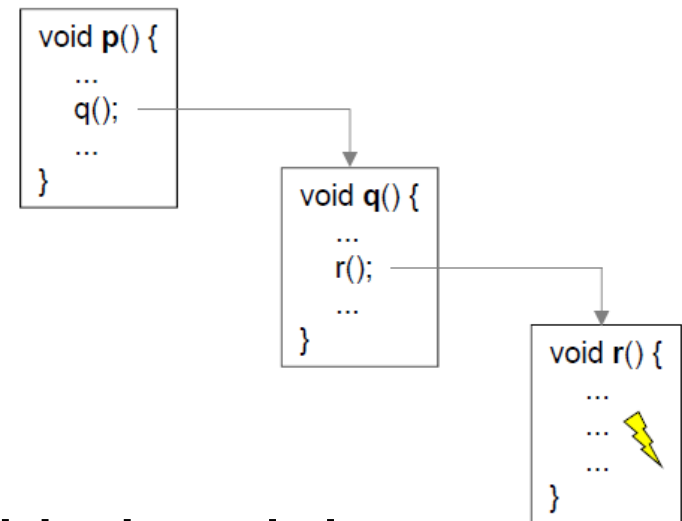 void p() {
...
q();
...
}
void q() {
...
r();
...
}
void r() {
...
...
...
}